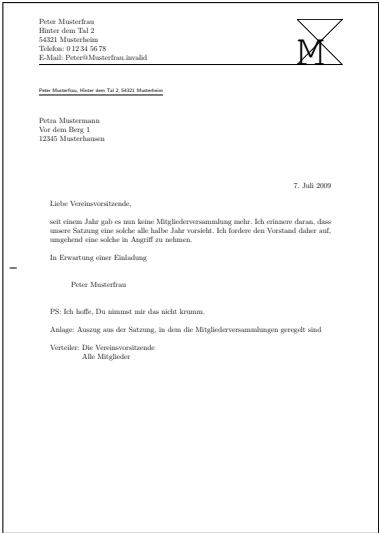 Peter Musterfrau
Hinter dem Tal 2
54321 Musterheim
Telefon: 0 12 34 56 78
E-Mail: Peter@Musterfrau.invalid
M
Peter Musterfrau, Hinter dem Tal 2, 54321 Musterheim
Petra Mustermann
Vor dem Berg 1
12345 Musterhausen
7. Juli 2009
Liebe Vereinsvorsitzende,
seit einem Jahr gab es nun keine Mitgliederversammlung mehr. Ich erinnere daran, dass
unsere Satzung eine solche alle halbe Jahr vorsieht. Ich fordere den Vorstand daher auf,
umgehend eine solche in Angriff zu nehmen.
In Erwartung einer Einladung
Peter Musterfrau
PS: Ich hoffe, Du nimmst mir das nicht krumm.
Anlage: Auszug aus der Satzung, in dem die Mitgliederversammlungen geregelt sind
Verteiler: Die Vereinsvorsitzende
Alle Mitglieder